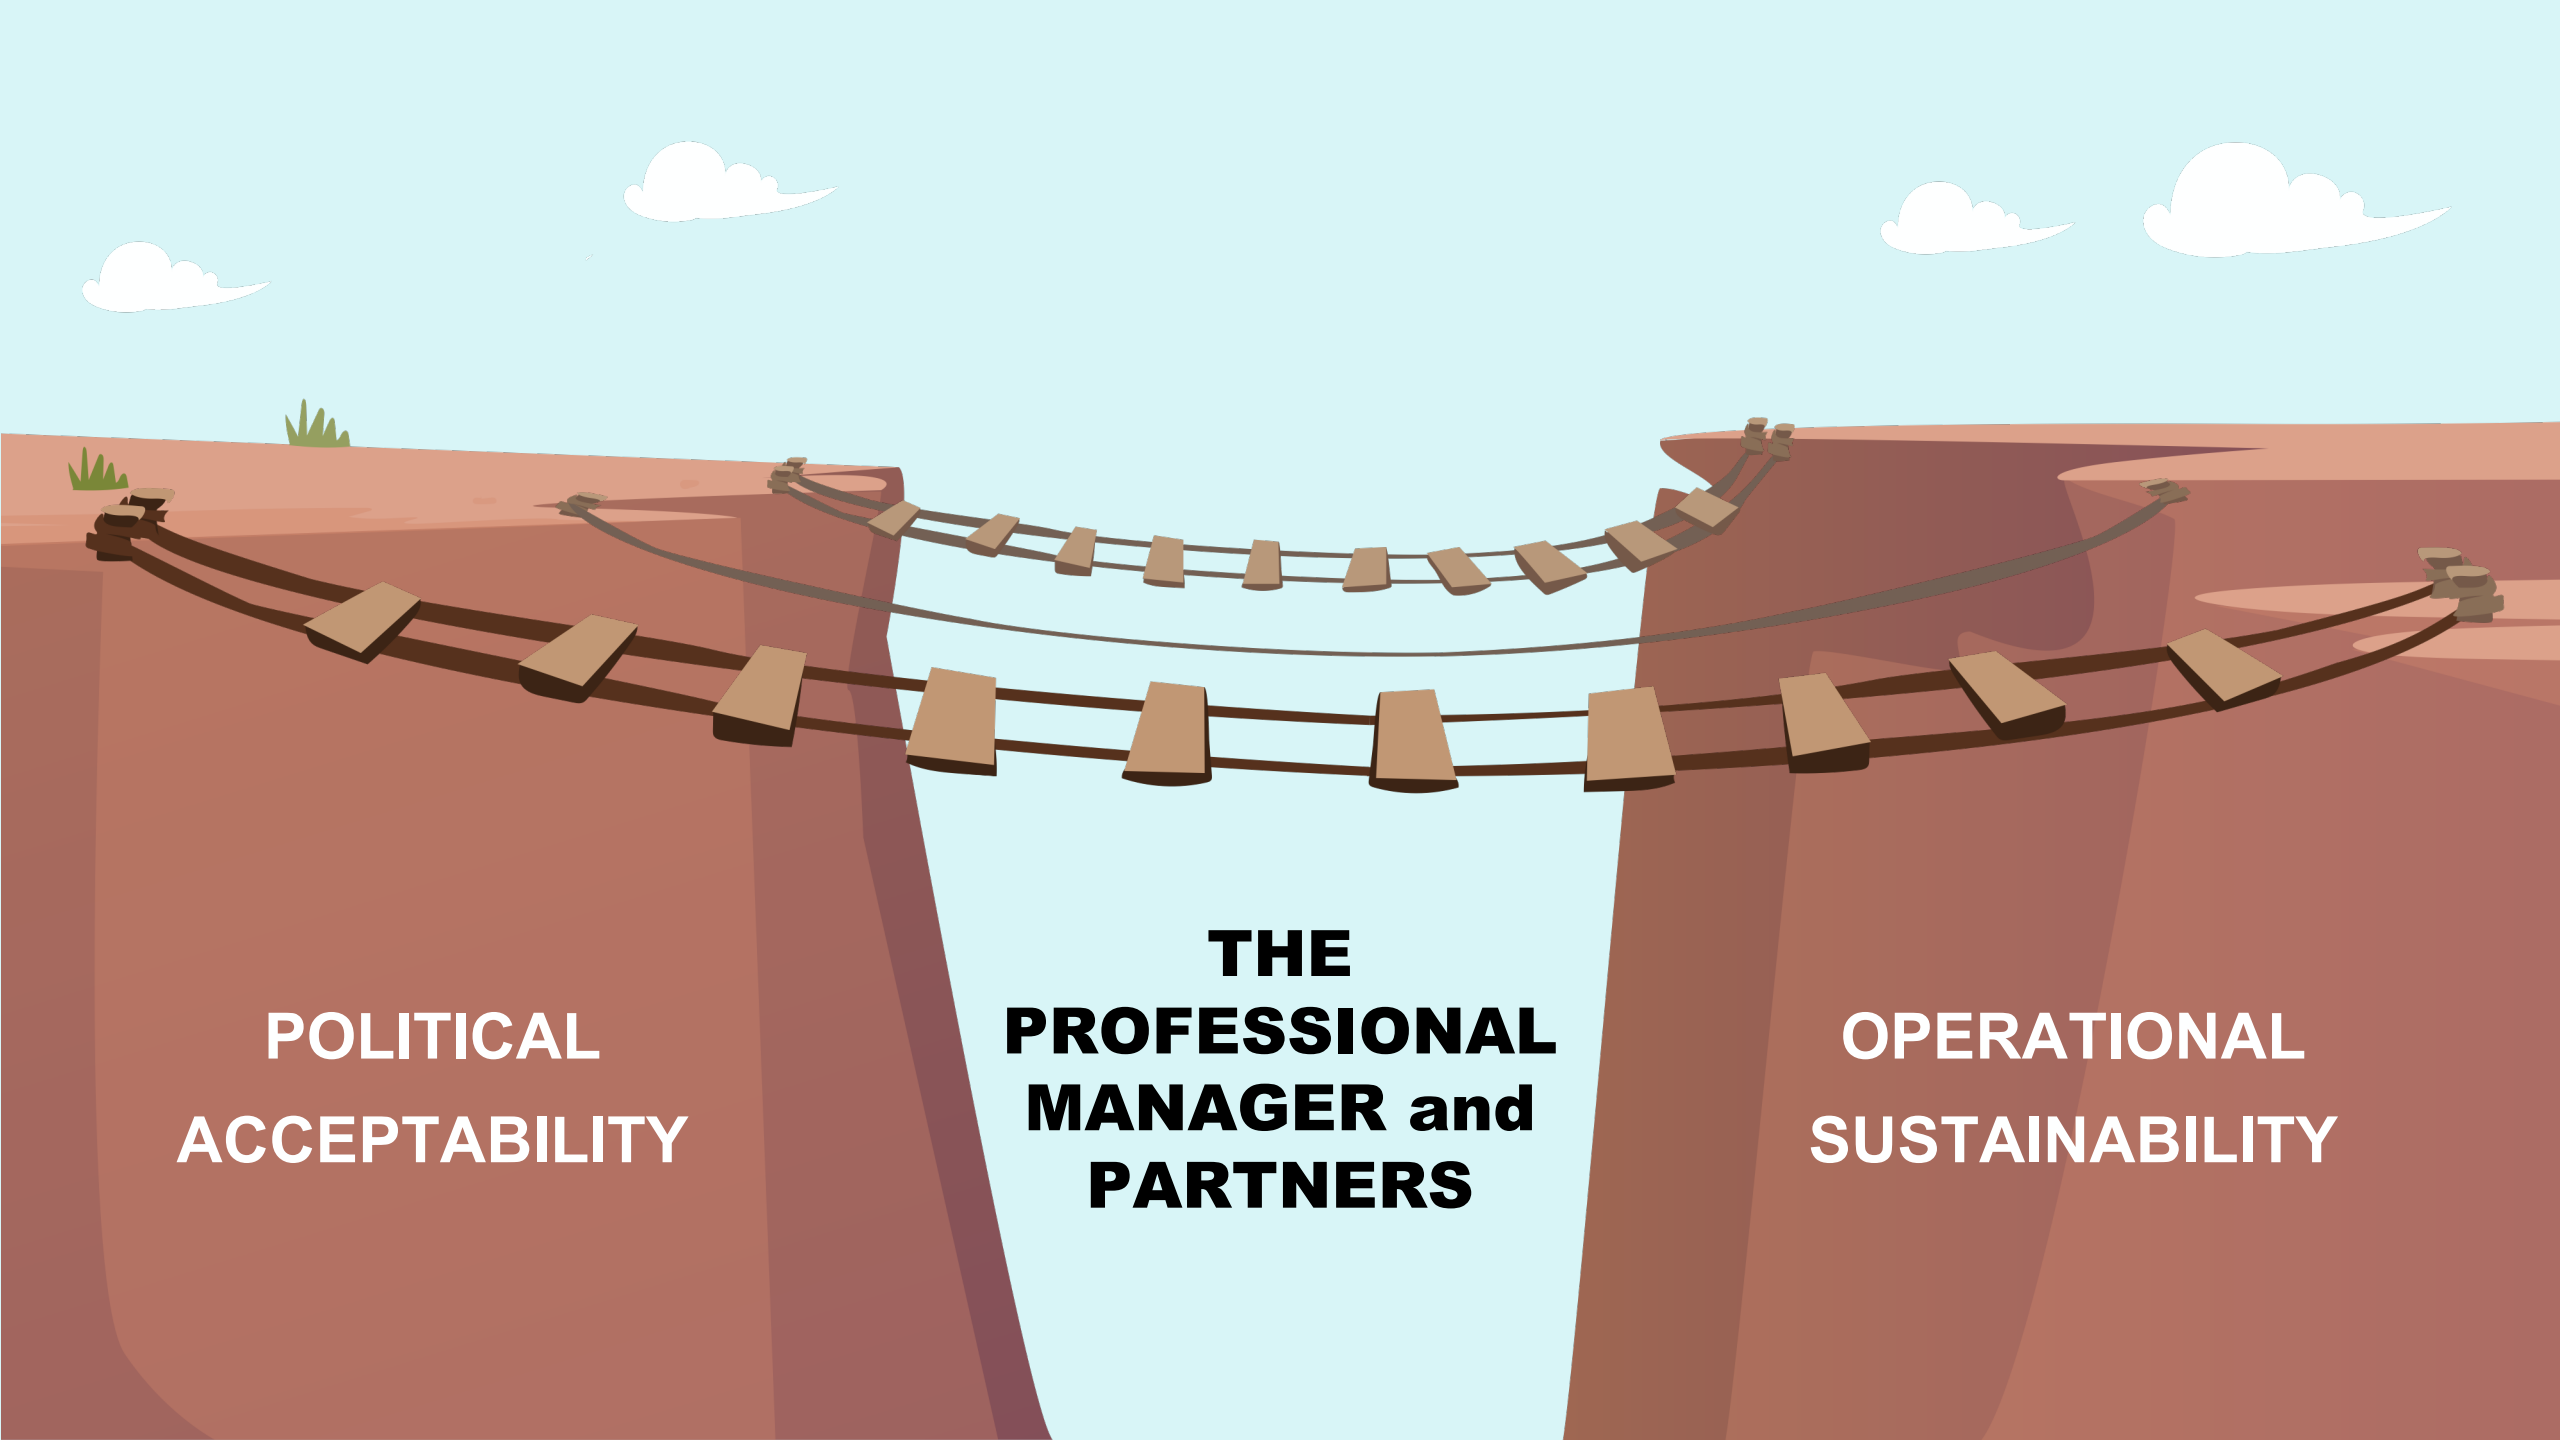 POLITICAL
ACCEPTABILITY
THE
PROFESSIONAL
MANAGER and
PARTNERS
OPERATIONAL
SUSTAINABILITY